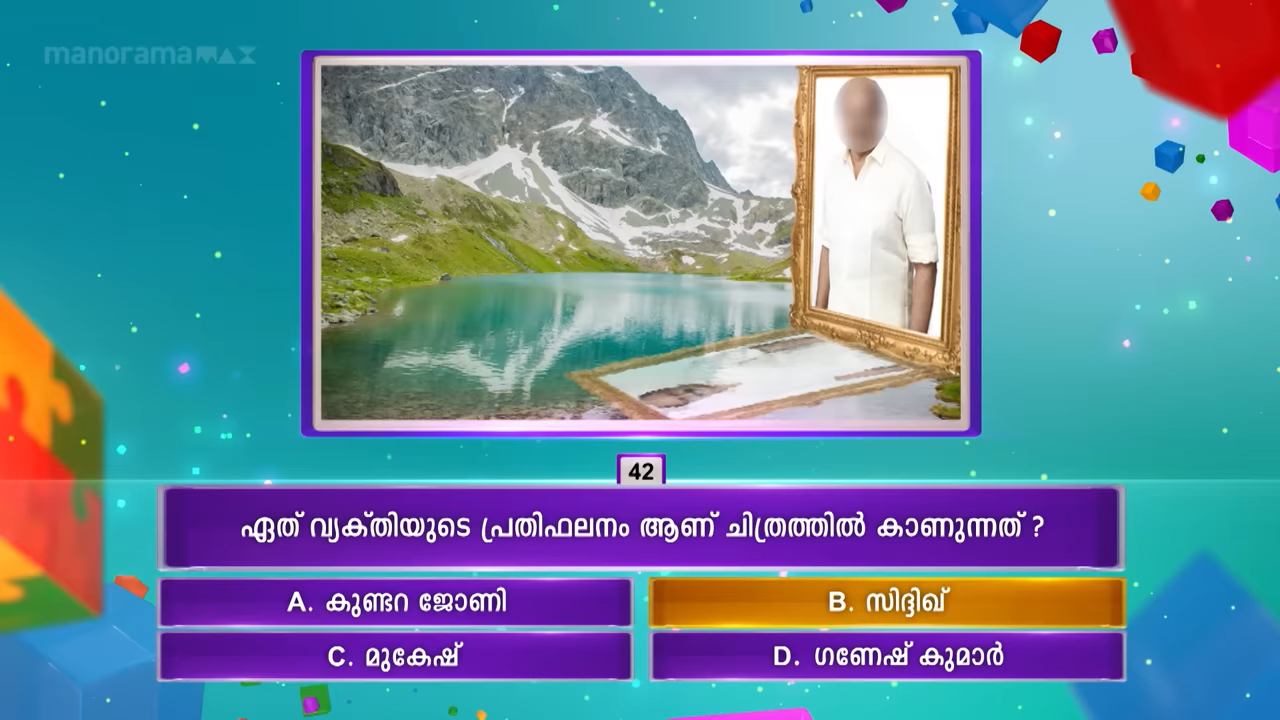 manoramaMAX
42
ഏത് വ്യക്തിയുടെ പ്രതിഫലനം ആണ് ചിത്രത്തിൽ കാണുന്നത് ?
A. കുണ്ടറ ജോണി
B. സിദ്ദിഖ്
C. മുകേഷ്
D. ഗണേഷ് കുമാർ